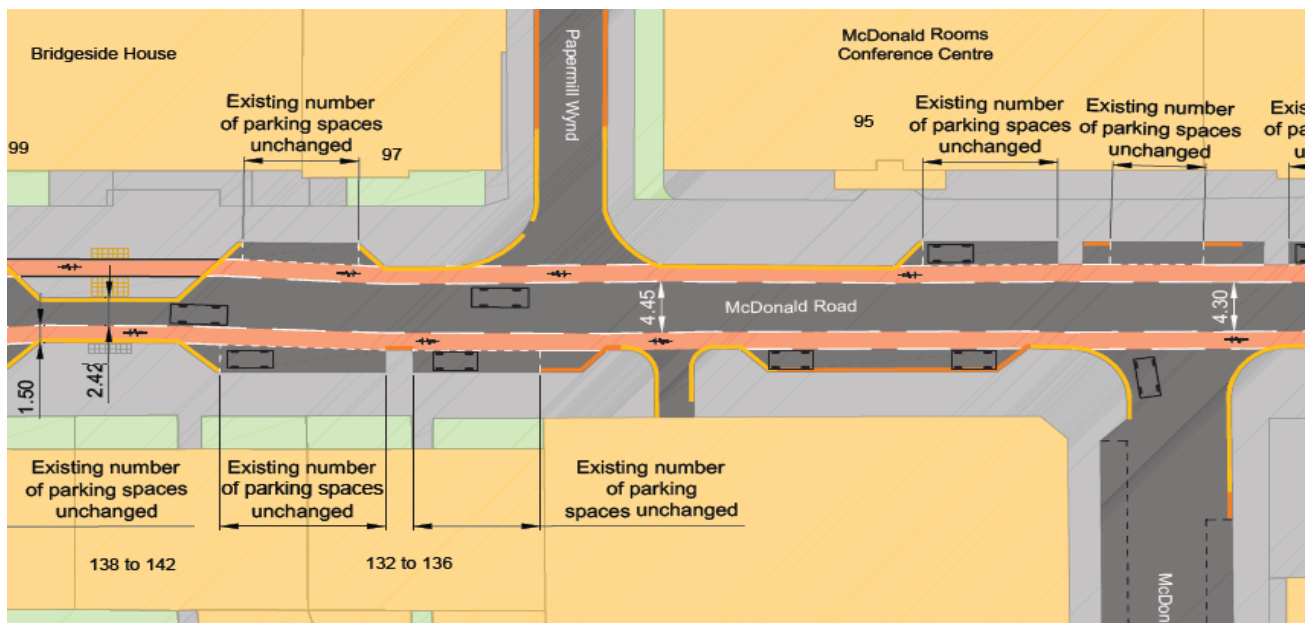 Bridgeside House
McDonald Rooms
Conference Centre
Papermill Wynd
Existing number
of parking spaces
unchanged
99
97
95
Existing number
of parking spaces
unchanged
Existing number
of parking spaces
unchanged
McDonald Road
4.45
4.30
1.50
2.42
Existing number
of parking spaces
unchanged
Existing number
of parking spaces
unchanged
Existing number
of parking
spaces unchanged
138 to 142
132 to 136
McDon